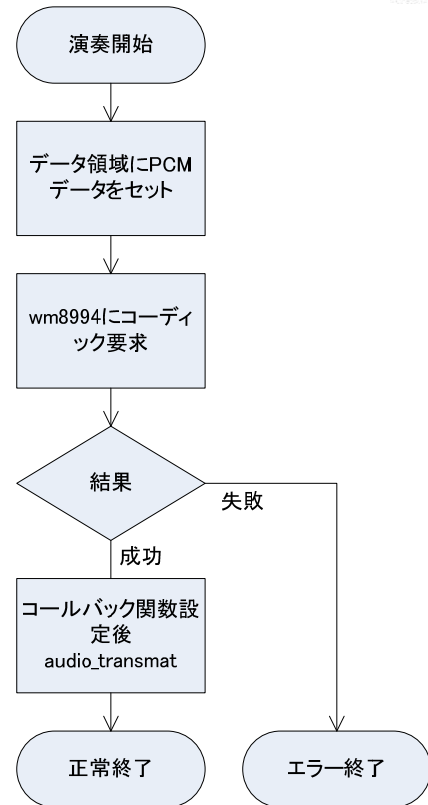 演奏開始
データ領域にPCM
データをセット
wm8994にコーディ
ック要求
結果
失敗
成功
コールバック関数設
定後
audio_transmat
正常終了
エラー終了